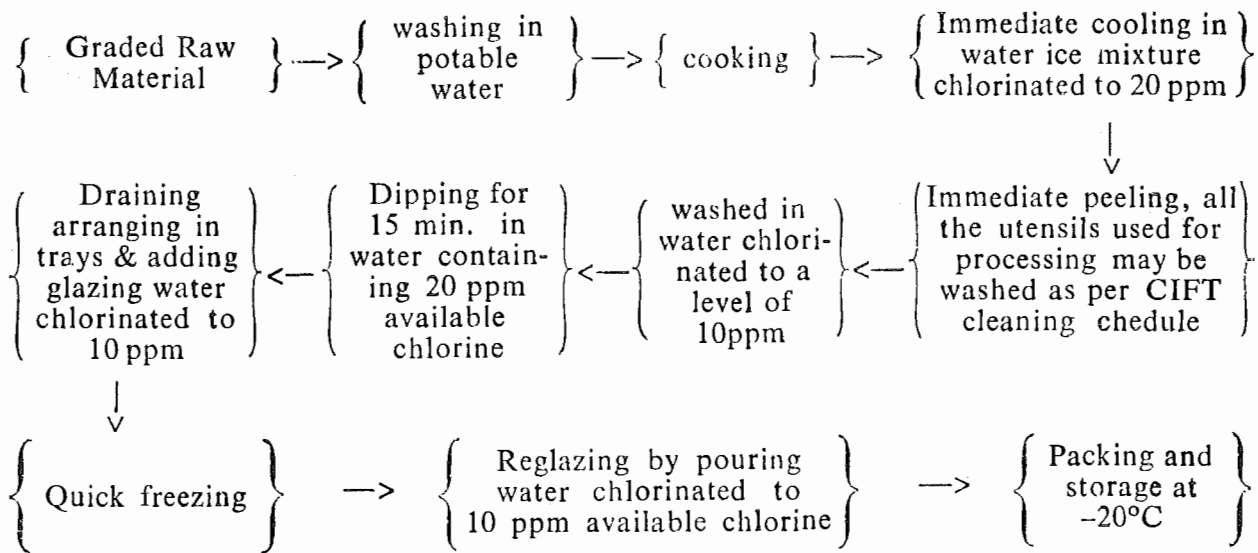 Graded Raw
Material
washing in
potable
water
cooking
Immediate cooling in
water ice mixture
chlorinated to 20 ppm
Immediate peeling, all
the utensils used for
processing may be
washed as per CIFT
cleaning chedule
washed in
water chlori-
nated to a
level of
10ppm
Dipping for
15 min. in
water contain-
ing 20 ppm
available
chlorine
Draining
arranging in
trays & adding
glazing water
chlorinated to
10 ppm
Quick freezing
Reglazing by pouring
water chlorinated to
10 ppm available chlorine
Packing and
storage at
–20°C